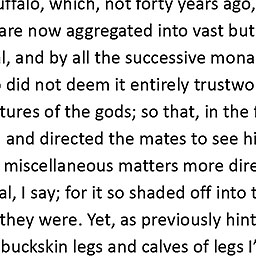 uffalo, which, not forty years ago,
are now aggregated into vast but
l, and by all the successive mona
did not deem it entirely trustwo
tures of the gods; so that, in the f
and directed the mates to see hi
miscellaneous matters more dire
al, I say; for it so shaded off into t
they were. Yet, as previously hint
buckskin legs and calves of legs I'